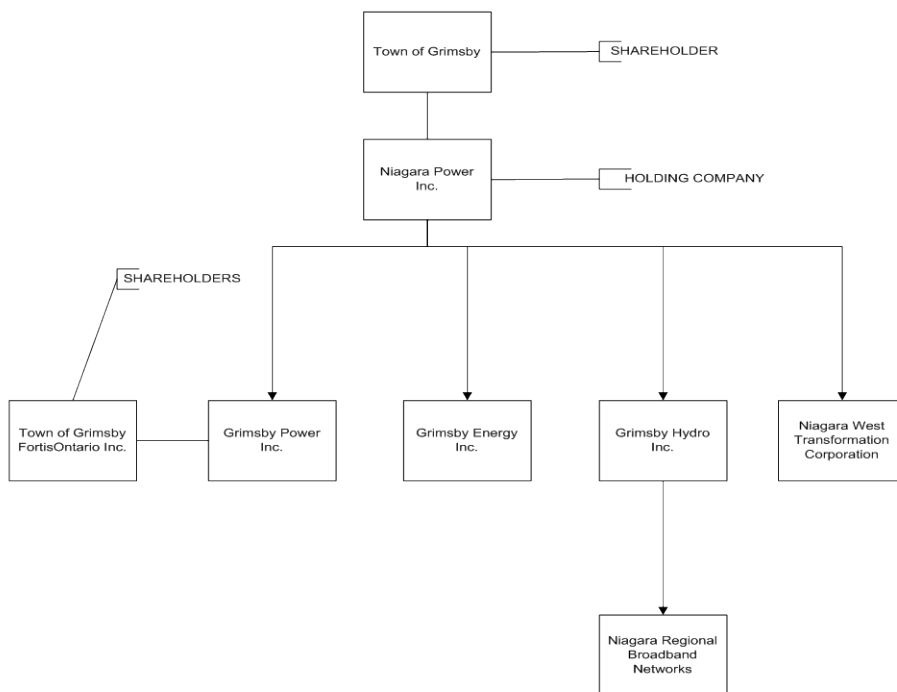 Town of Grimsby
SHAREHOLDER
Niagara Power
Inc.
HOLDING COMPANY
SHAREHOLDERS
Town of Grimsby
FortisOntario Inc.
Grimsby Power
Inc.
Grimsby Energy
Inc.
Grimsby Hydro
Inc.
Niagara West
Transformation
Corporation
Niagara Regional
Broadband
Networks